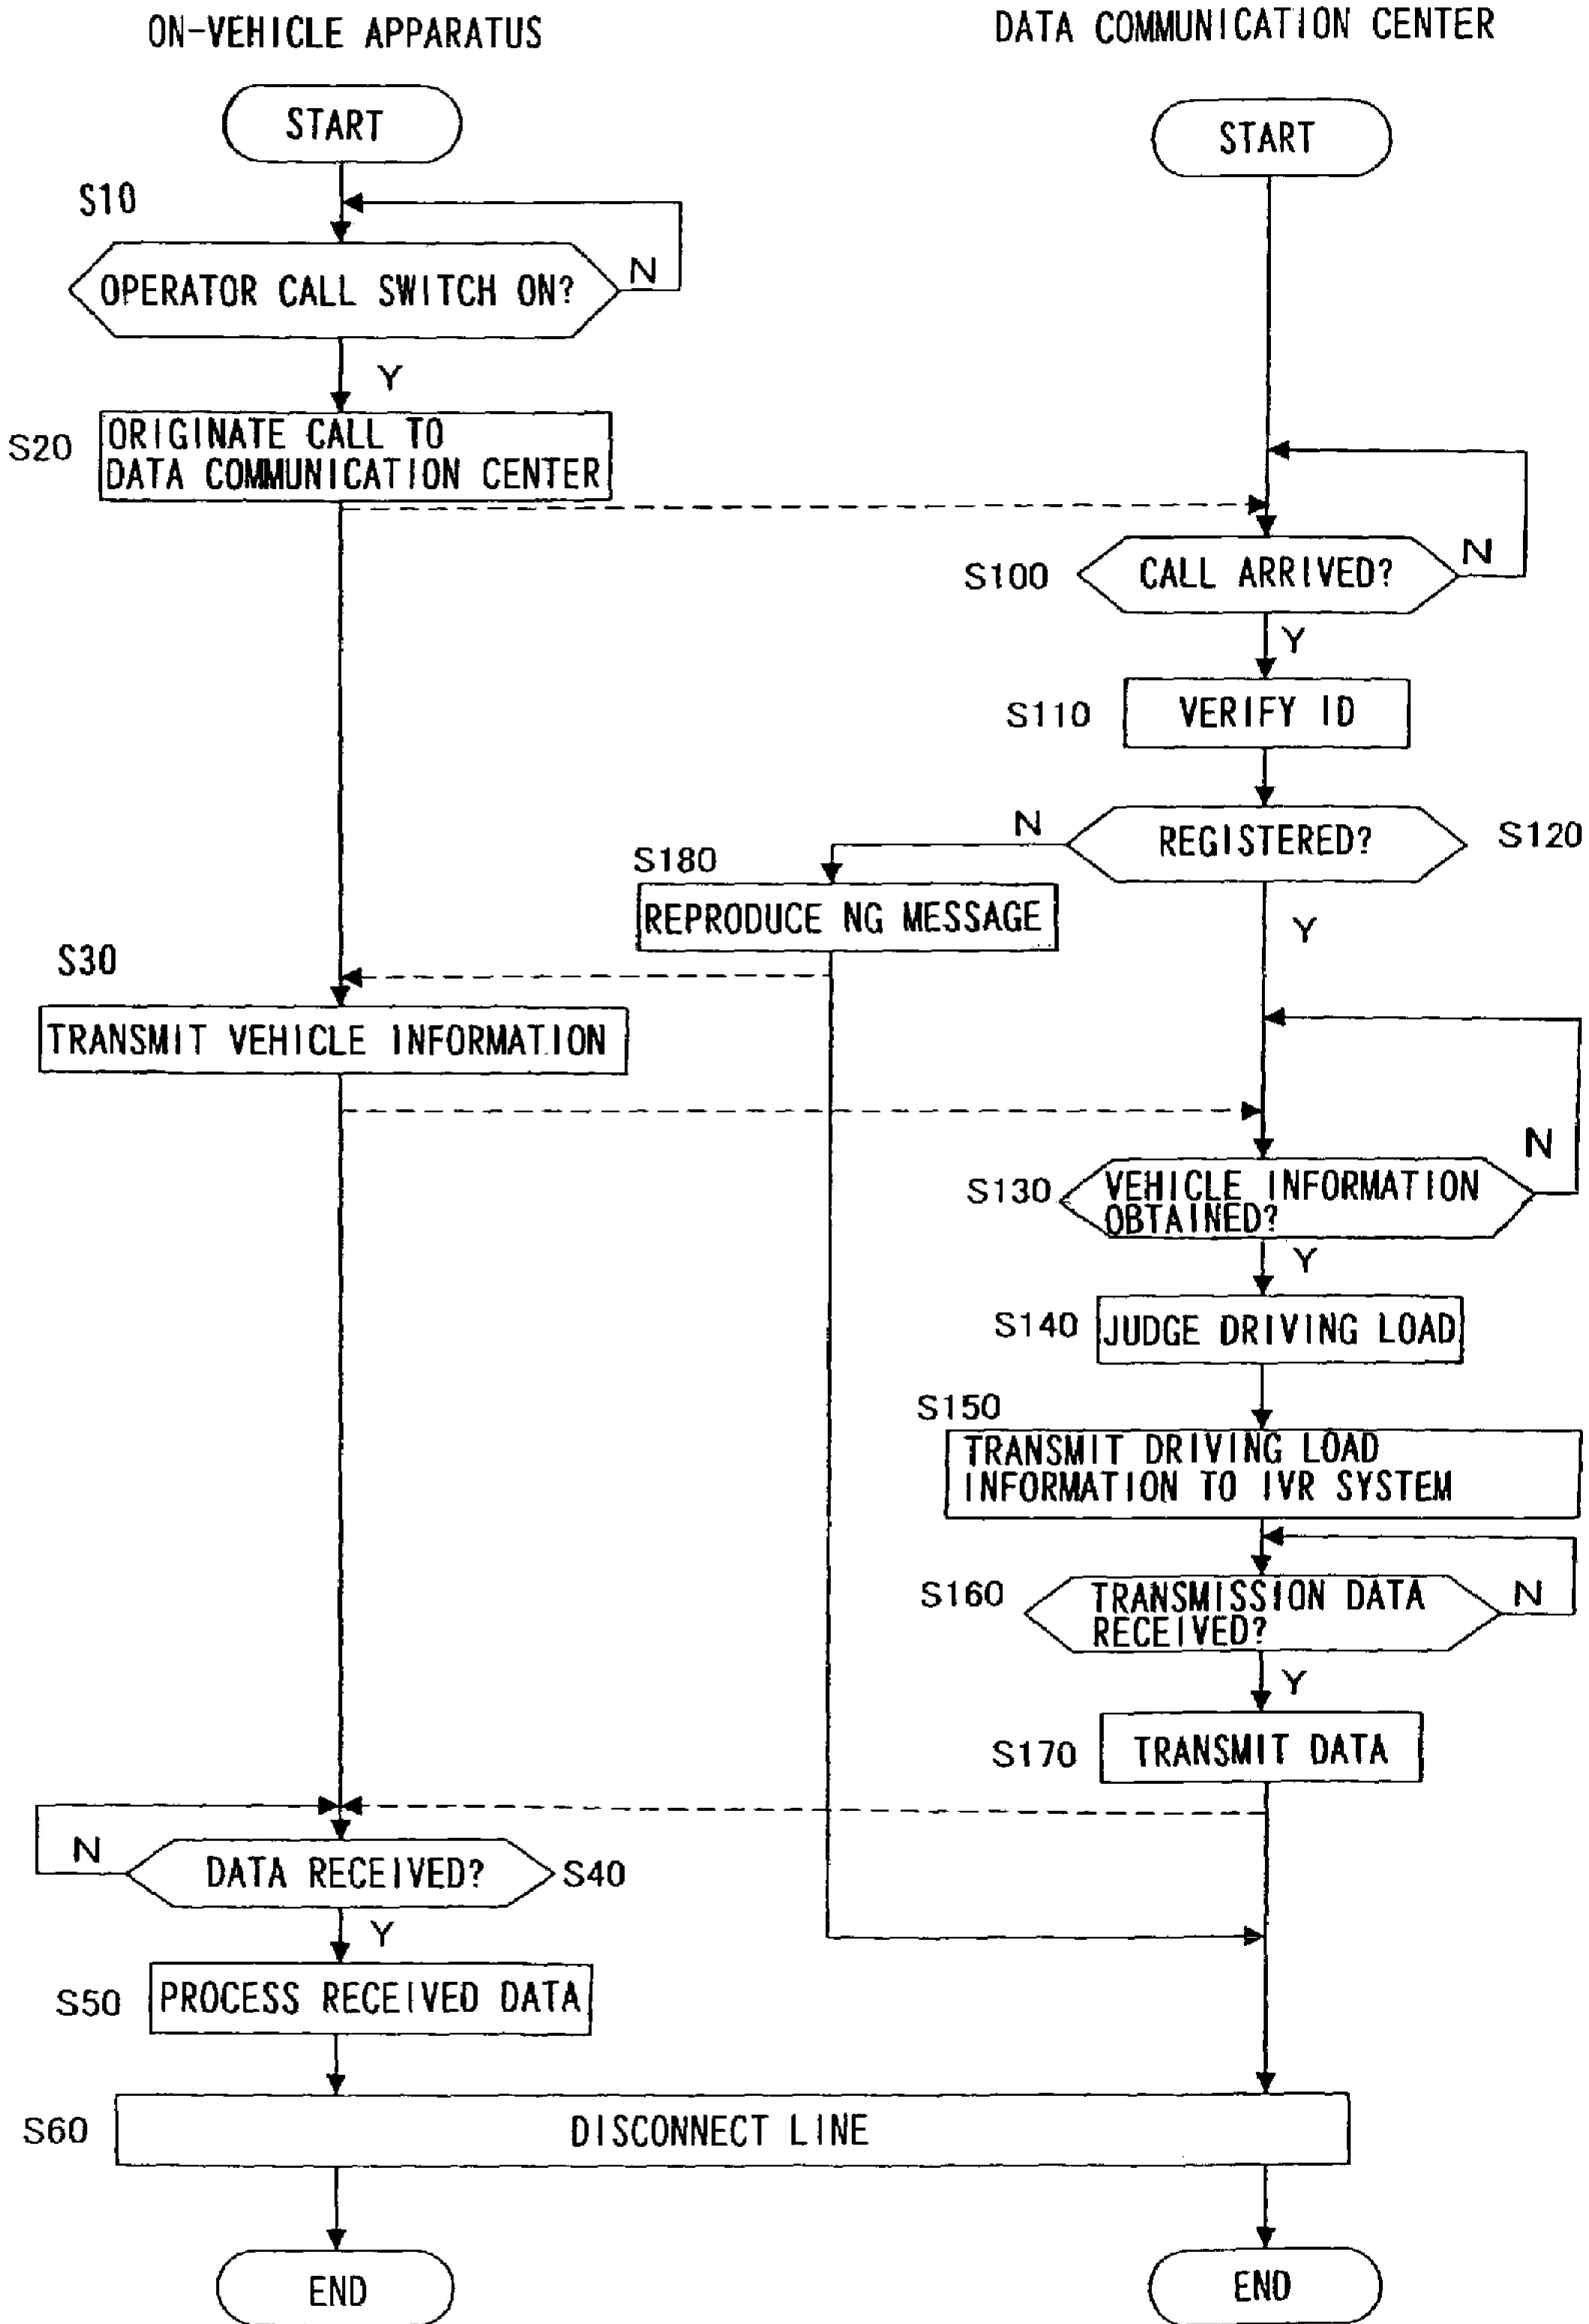 ON-VEHICLE APPARATUS
DATA COMMUNICATION CENTER
START
START
S10
OPERATOR CALL SWITCH ON?
N
Y
S20
ORIGINATE CALL TO
DATA COMMUNICATION CENTER
S100
CALL ARRIVED?
N
Y
S110
VERIFY ID
N
REGISTERED?
S120
S180
REPRODUCE NG MESSAGE
Y
S30
TRANSMIT VEHICLE INFORMATION
N
S130
VEHICLE INFORMATION
OBTAINED?
Y
S140
JUDGE DRIVING LOAD
S150
TRANSMIT DRIVING LOAD
INFORMATION TO IVR SYSTEM
S160
TRANSMISSION DATA
RECEIVED?
N
Y
S170
TRANSMIT DATA
N
DATA RECEIVED?
S40
Y
S50
PROCESS RECEIVED DATA
S60
DISCONNECT LINE
END
END